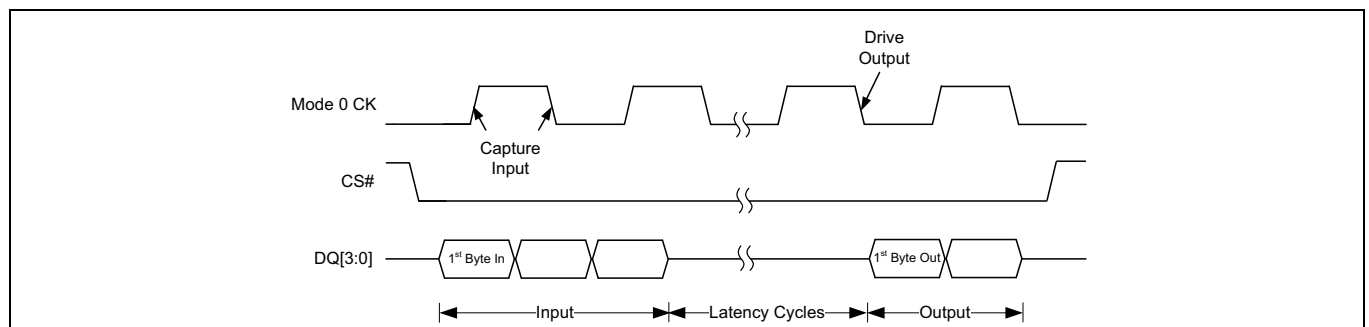 Drive
Output
Mode 0 CK
Capture
Input
CS#
DQ[3:0]
1st Byte In
1st Byte Out
Input
Latency Cycles
Output